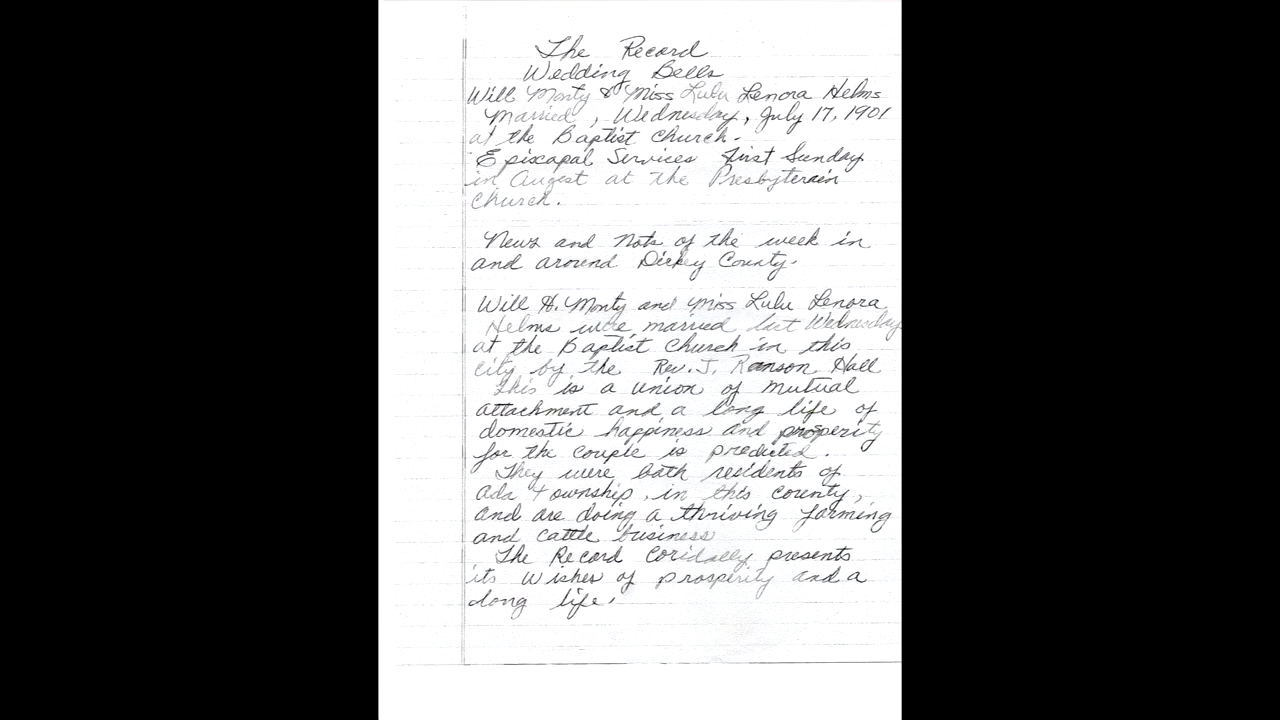 The Record
Wedding Bells
Will Monty & Miss Lulu Lenora Helms
Married, Wednesday, July 17, 1901
at the Baptist Church.
Episcapal Services first Sunday
in August at the Presbyterain
Church.
News and Nots of the week in
and around Dickey County.
Will H. Monty and Miss Lulu Lenora
Helms were married last Wednesday
at the Baptist Church in this
city by the Rev. J. Ranson Hall
This is a union of mutual
attachment and a long life of
domestic happiness and prosperity
for the couple is predicted.
They were both residents of
Ada township, in this county,
and are doing a thriving farming
and cattle business
The Record coridally presents
its wishes of prosperity and a
long life.